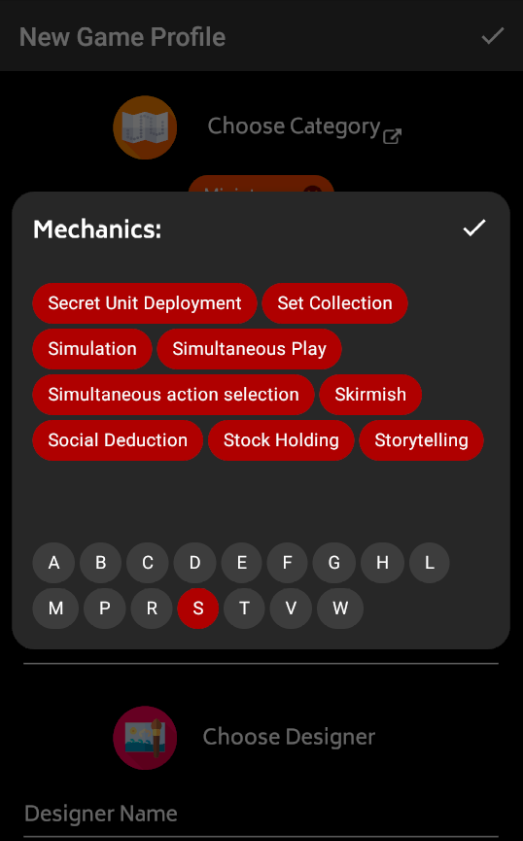 New Game Profile
Choose Category
Mechanics:
Secret Unit Deployment Set Collection
Simulation Simultaneous Play
Simultaneous action selection Skirmish
Social Deduction Stock Holding Storytelling
A B C D E F G H L
M P R S T V W
Choose Designer
Designer Name